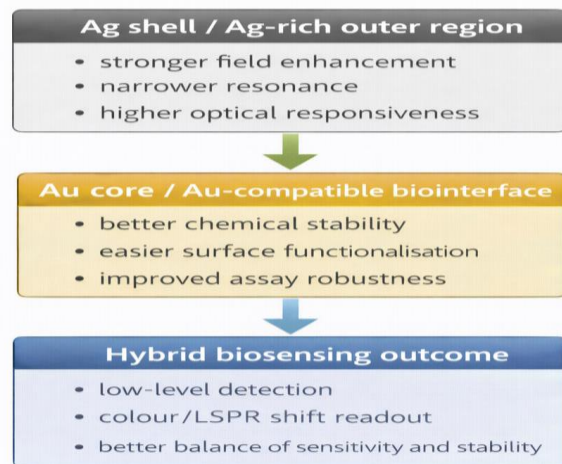 Ag shell / Ag-rich outer region
• stronger field enhancement
• narrower resonance
• higher optical responsiveness
Au core / Au-compatible biointerface
• better chemical stability
• easier surface functionalisation
• improved assay robustness
Hybrid biosensing outcome
• low-level detection
• colour/LSPR shift readout
• better balance of sensitivity and stability